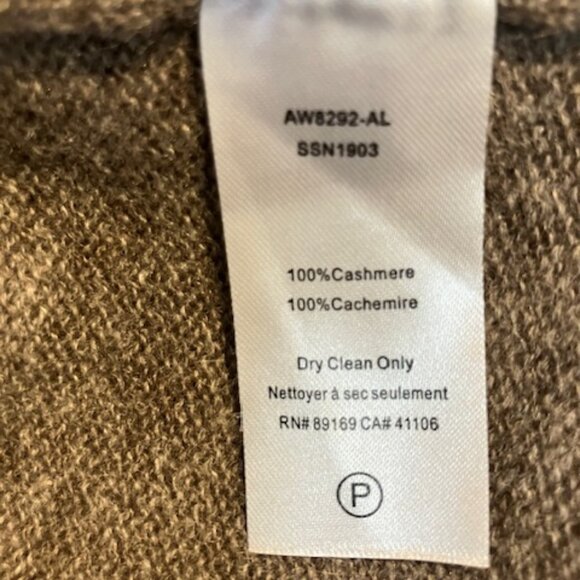 AW8292-AL
SSN1903
100%Cashmere
100%Cachemire
Dry Clean Only
Nettoyer à sec seulement
RN# 89169 CA# 41106
P